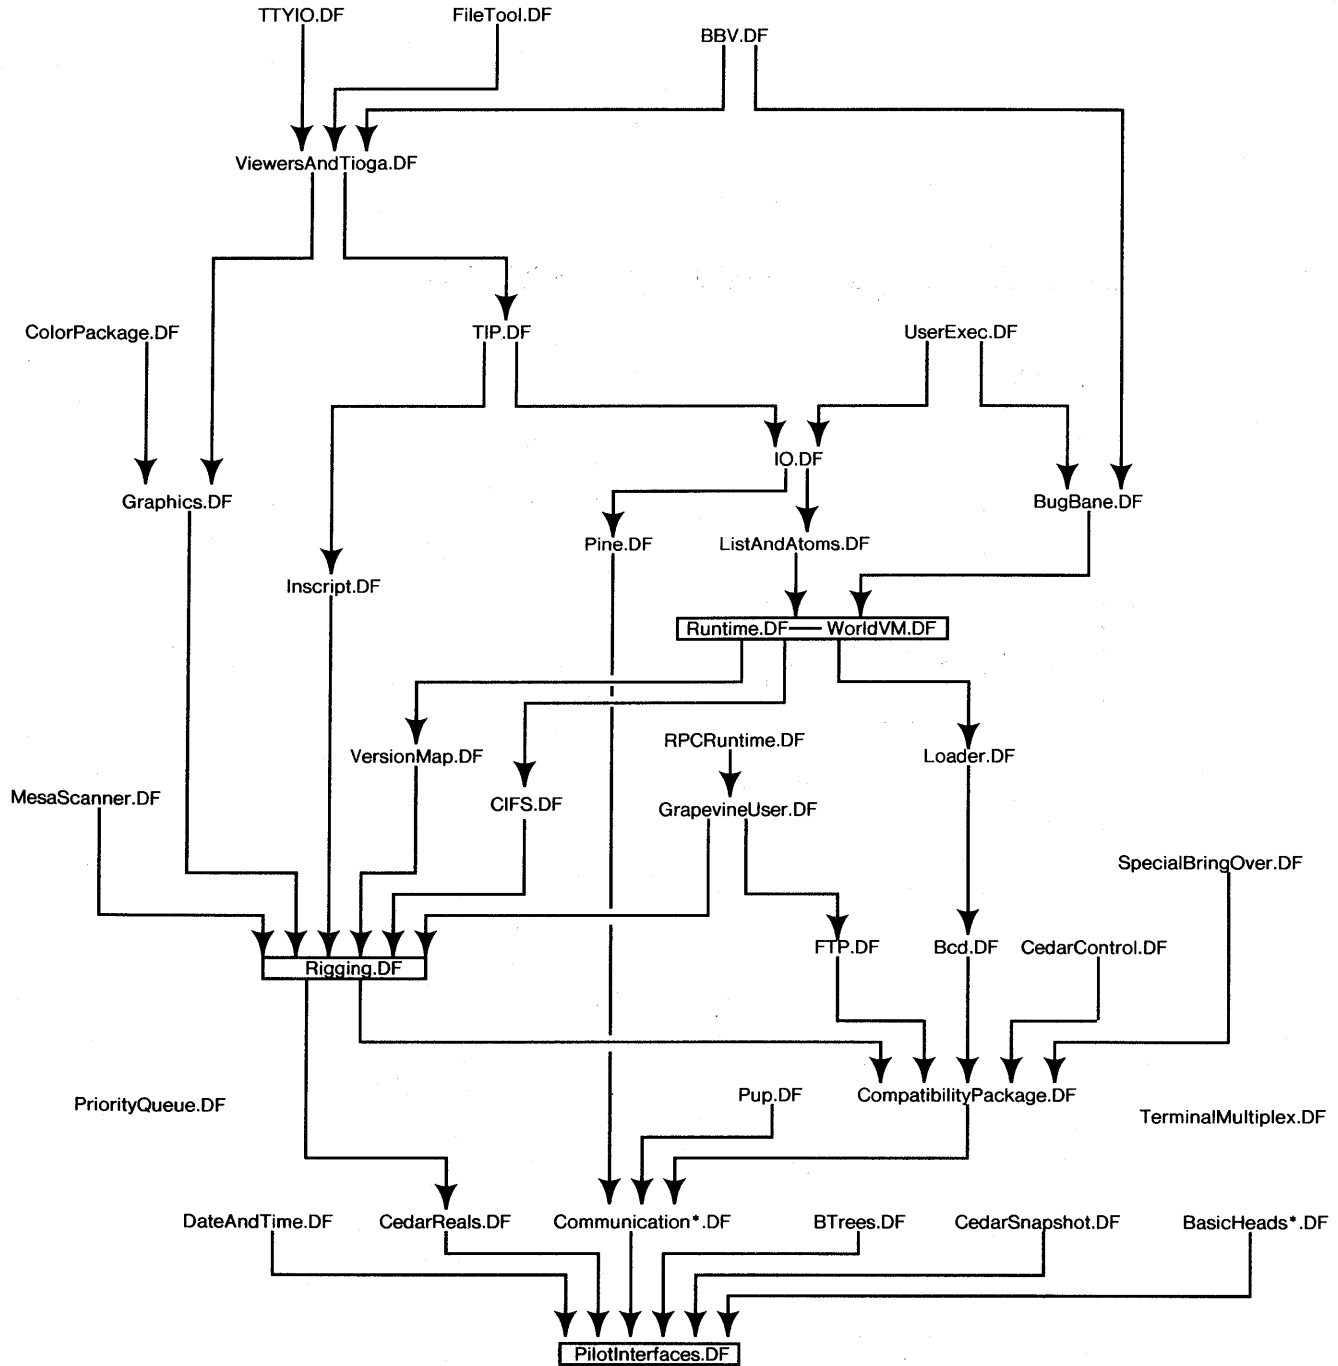 TTYIO.DF
FileTool.DF
BBV.DF
ViewersAndTioga.DF
ColorPackage.DF
TIP.DF
UserExec.DF
IO.DF
Graphics.DF
BugBane.DF
Pine.DF
ListAndAtoms.DF
Inscript.DF
Runtime.DF — WorldVM.DF
RPCRuntime.DF
VersionMap.DF
Loader.DF
MesaScanner.DF
CIFS.DF
GrapevineUser.DF
SpecialBringOver.DF
FTP.DF
Bcd.DF
CedarControl.DF
Rigging.DF
PriorityQueue.DF
Pup.DF
CompatibilityPackage.DF
TerminalMultiplex.DF
DateAndTime.DF
CedarReals.DF
Communication*.DF
BTrees.DF
CedarSnapshot.DF
BasicHeads*.DF
PilotInterfaces.DF